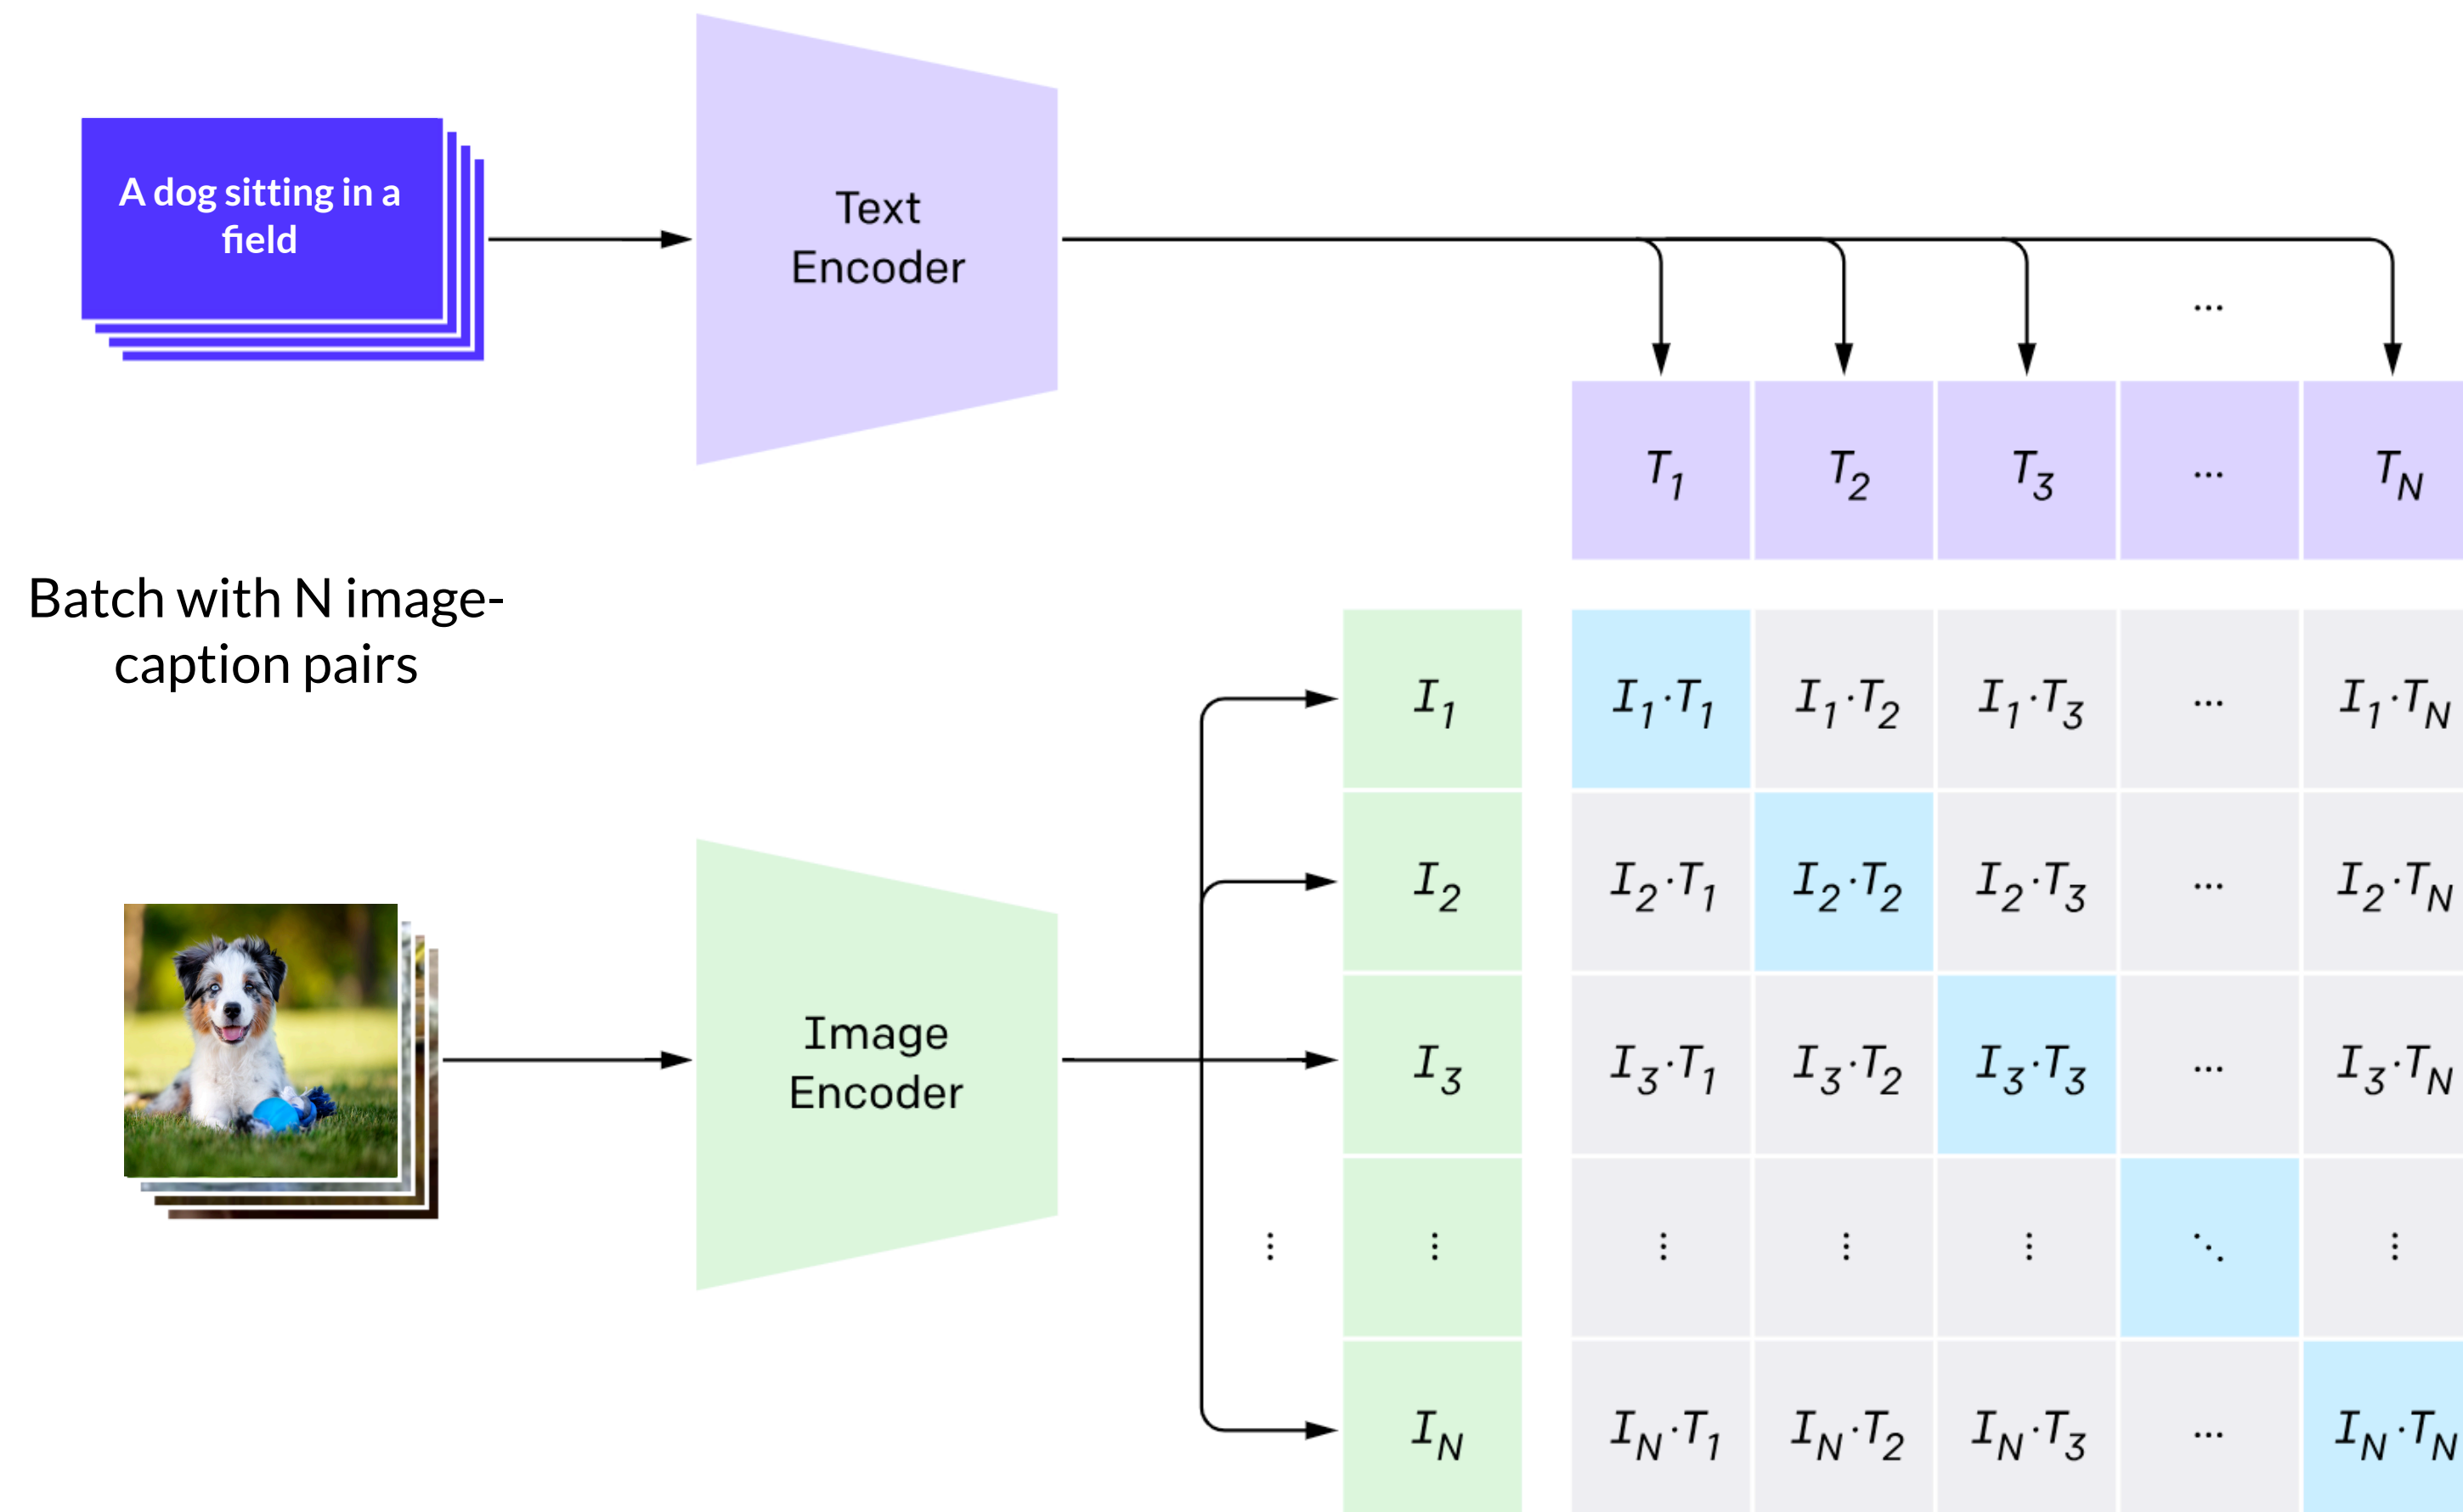 A dog sitting in a
field
Text
Encoder
...
T1 T2 T3 ... TN
Batch with N image-
caption pairs
I1 I1·T1 I1·T2 I1·T3 ... I1·TN
I2 I2·T1 I2·T2 I2·T3 ... I2·TN
Image
Encoder
I3 I3·T1 I3·T2 I3·T3 ... I3·TN
⋮ ⋮ ⋮ ⋮ ⋮ ⋱ ⋮
IN IN·T1 IN·T2 IN·T3 ... IN·TN